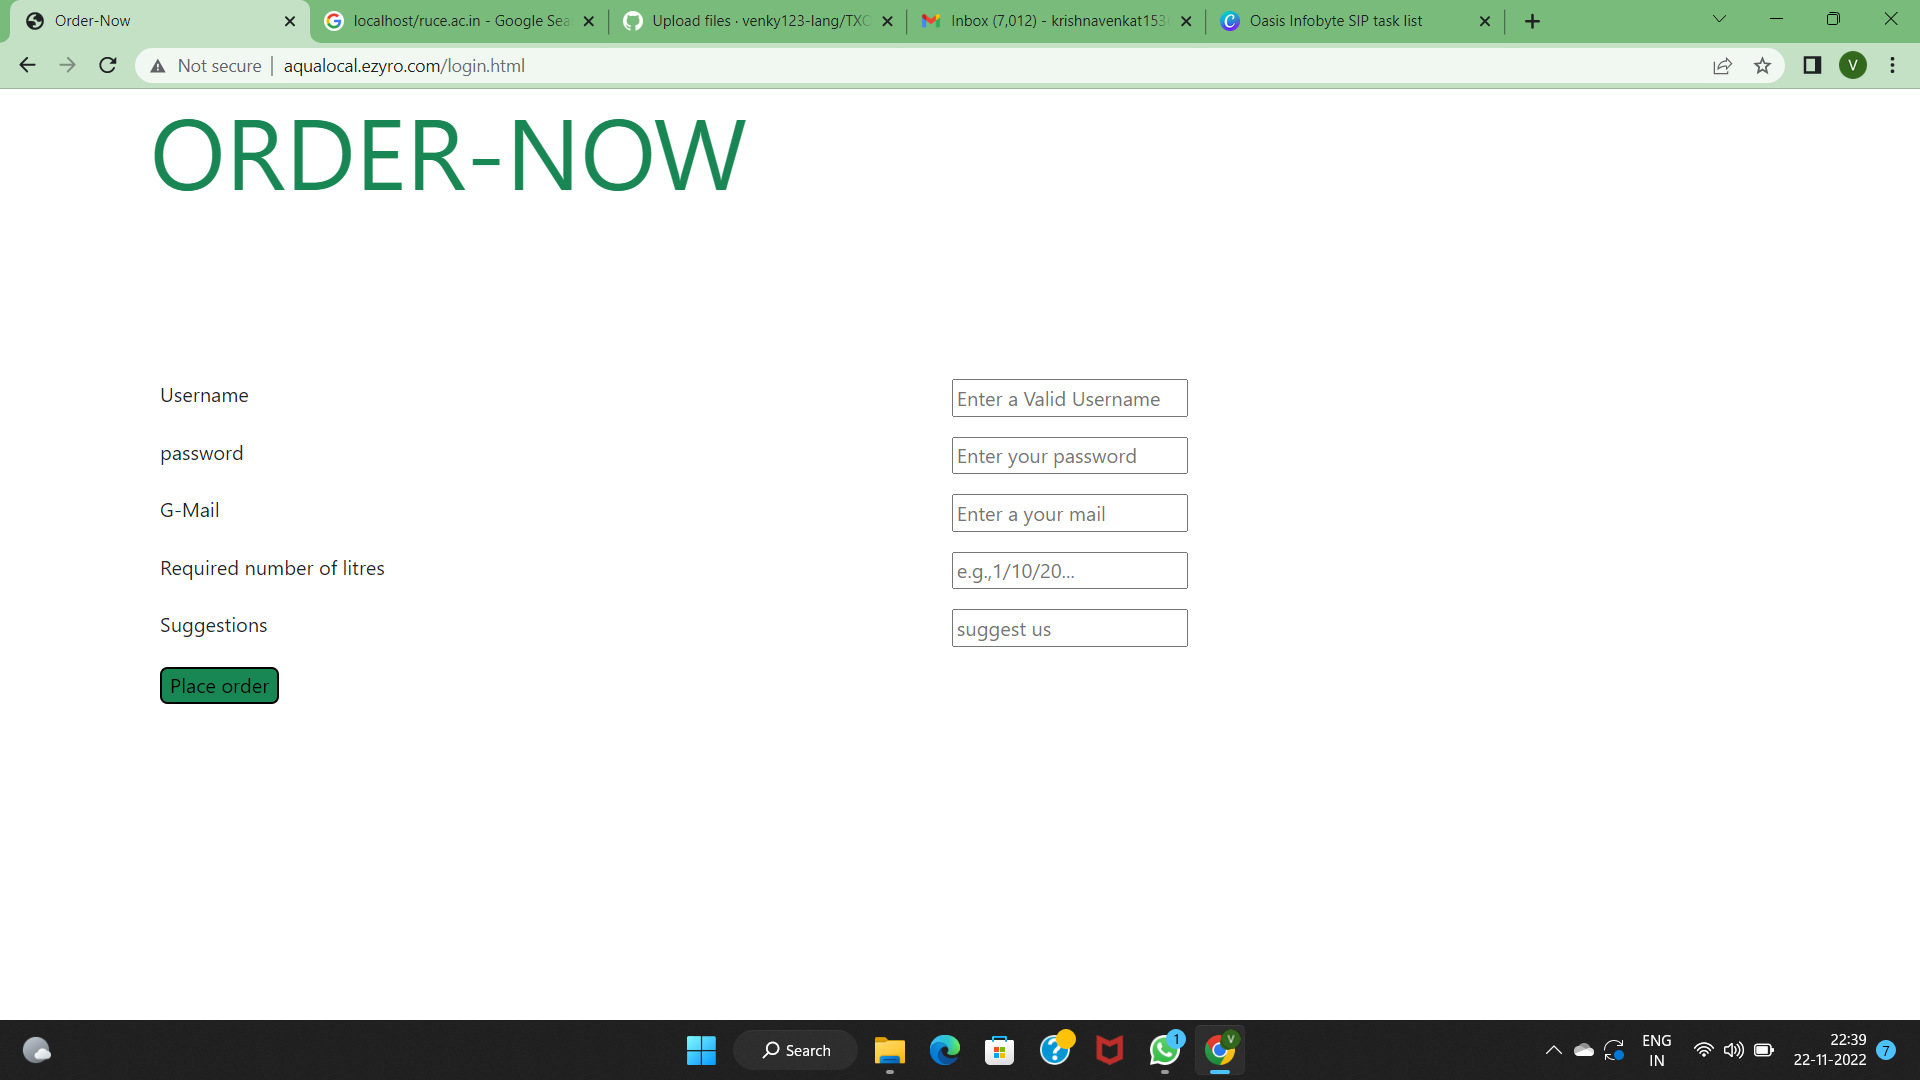 Order-Now
localhost/ruce.ac.in - Google Sea
Upload files · venky123-lang/TXC
Inbox (7,012) - krishnavenkat153
Oasis Infobyte SIP task list
Not secure
aqualocal.ezyro.com/login.html
V
ORDER-NOW
Username
Enter a Valid Username
password
Enter your password
G-Mail
Enter a your mail
Required number of litres
e.g.,1/10/20...
Suggestions
suggest us
Place order
Search
1
V
ENG
IN
22:39
22-11-2022
7